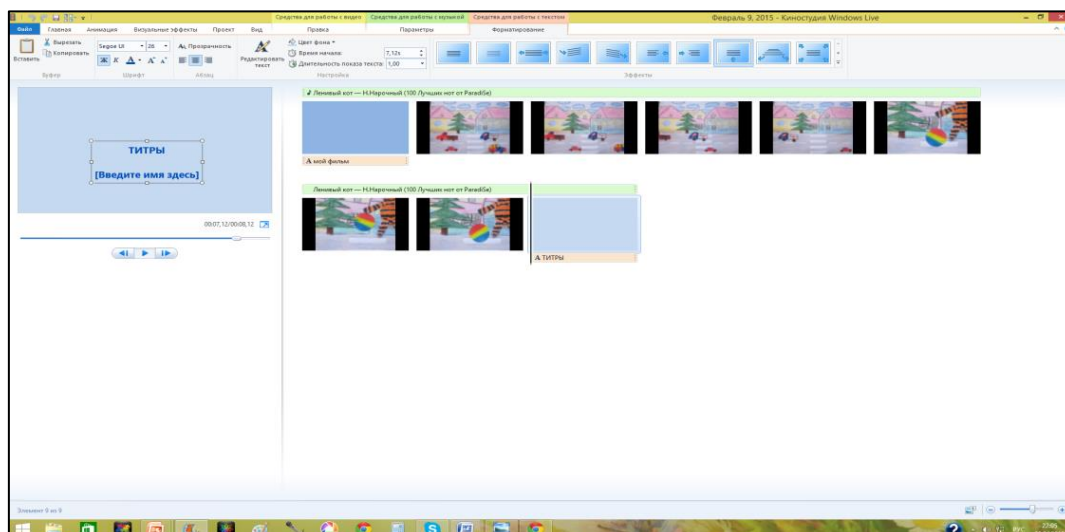 Средства для работы с видео Средства для работы с музыкой Средства для работы с текстом Февраль 9, 2015 - Киностудия Windows Live
Файл Главная Анимация Визуальные эффекты Проект Вид Правка Параметры Форматирование
Вставить
Вырезать
Копировать
Буфер
Segoe UI 26
Ж К А А А
Шрифт
Прозрачность
Абзац
Редактировать текст
Цвет фона
Время начала: 7,12s
Длительность показа текста: 1,00
Настройка
Эффекты
ТИТРЫ
[Введите имя здесь]
00:07,12/00:08,12
Ленивый кот — Н.Нарочный (100 Лучших нот от ParadiSe)
А мой фильм
Ленивый кот — Н.Нарочный (100 Лучших нот от ParadiSe)
А ТИТРЫ
РУС 22:05